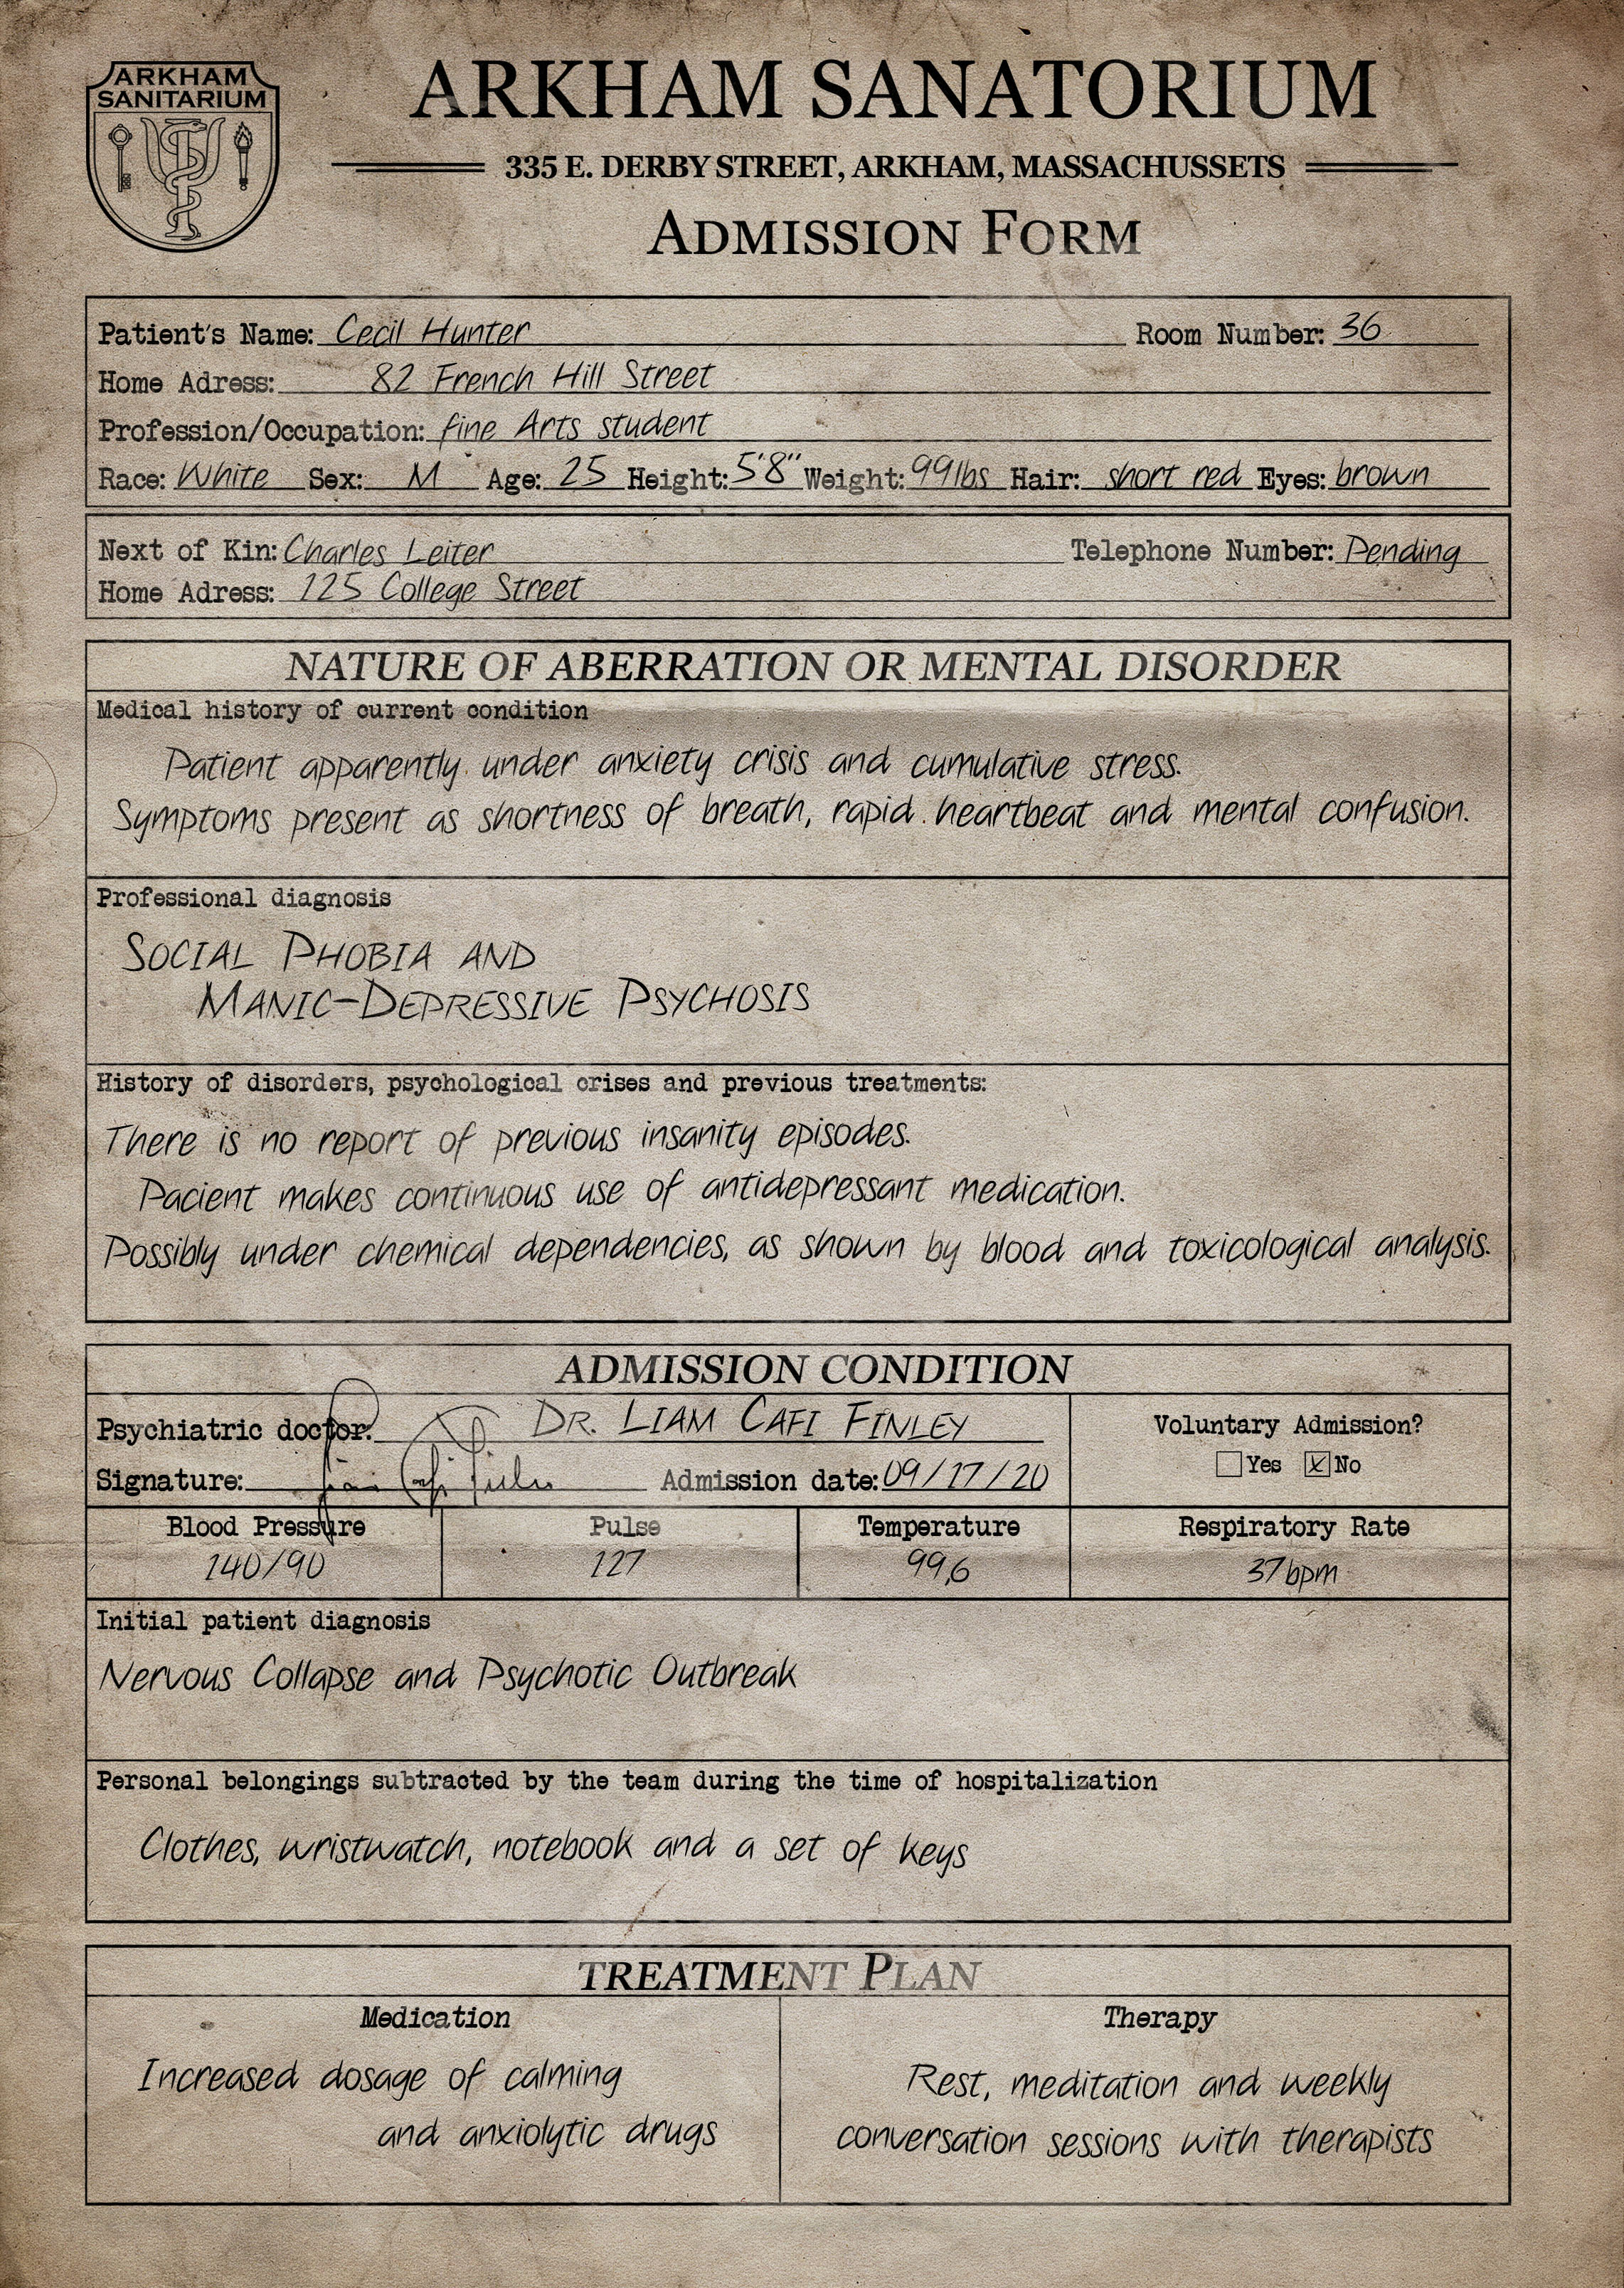 ARKHAM
SANITARIUM
ARKHAM SANATORIUM
335 E. DERBY STREET, ARKHAM, MASSACHUSSETS
ADMISSION FORM
Patient's Name: Cecil Hunter Room Number: 36
Home Adress: 82 French Hill Street
Profession/Occupation: fine Arts student
Race: White Sex: M Age: 25 Height: 5'8" Weight: 99lbs Hair: short red Eyes: brown
Next of Kin: Charles Leiter Telephone Number: Pending
Home Adress: 125 College Street
NATURE OF ABERRATION OR MENTAL DISORDER
Medical history of current condition
Patient apparently under anxiety crisis and cumulative stress.
Symptoms present as shortness of breath, rapid heartbeat and mental confusion.
Professional diagnosis
SOCIAL PHOBIA AND
MANIC-DEPRESSIVE PSYCHOSIS
History of disorders, psychological crises and previous treatments:
There is no report of previous insanity episodes.
Pacient makes continuous use of antidepressant medication.
Possibly under chemical dependencies, as shown by blood and toxicological analysis.
ADMISSION CONDITION
Psychiatric doctor: DR. LIAM CAFI FINLEY
Voluntary Admission?
Yes No
Signature: Admission date: 09/17/20
Blood Pressure Pulse Temperature Respiratory Rate
140/90 127 99,6 37bpm
Initial patient diagnosis
Nervous Collapse and Psychotic Outbreak
Personal belongings subtracted by the team during the time of hospitalization
Clothes, wristwatch, notebook and a set of keys
TREATMENT PLAN
Medication
Increased dosage of calming
and anxiolytic drugs
Therapy
Rest, meditation and weekly
conversation sessions with therapists